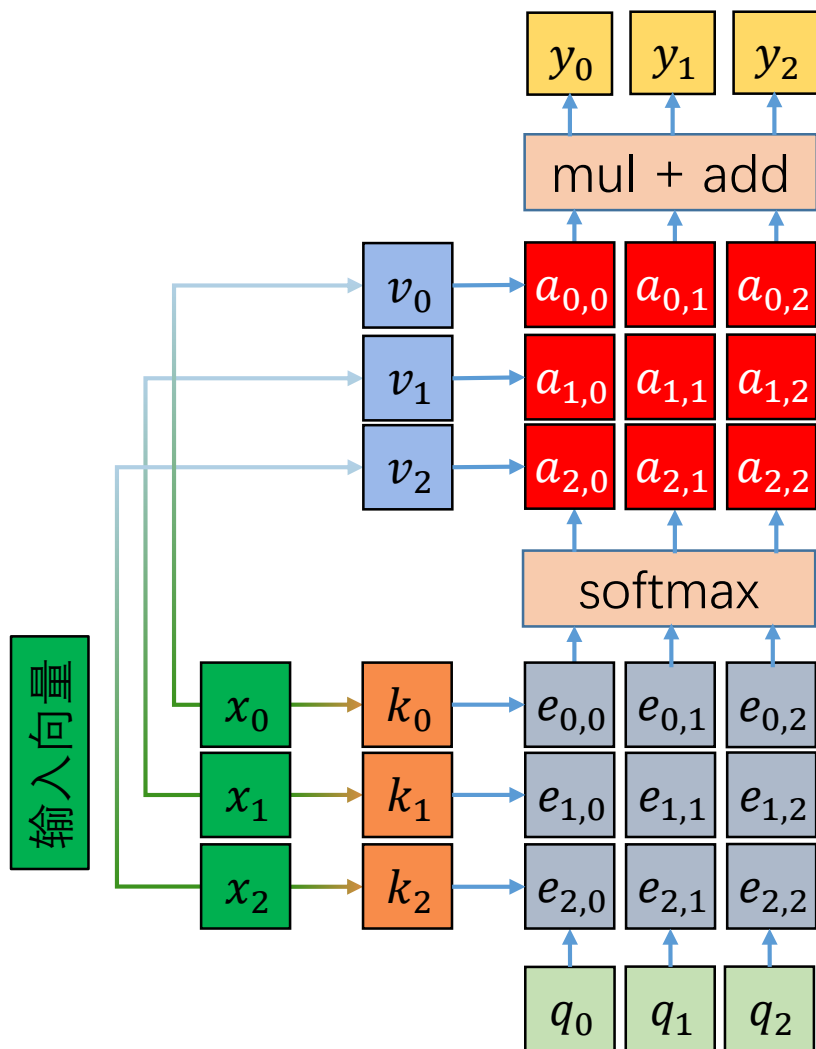 y₀ y₁ y₂
mul + add
v₀ a₀,₀ a₀,₁ a₀,₂
v₁ a₁,₀ a₁,₁ a₁,₂
v₂ a₂,₀ a₂,₁ a₂,₂
softmax
输入向量
x₀ k₀ e₀,₀ e₀,₁ e₀,₂
x₁ k₁ e₁,₀ e₁,₁ e₁,₂
x₂ k₂ e₂,₀ e₂,₁ e₂,₂
q₀ q₁ q₂